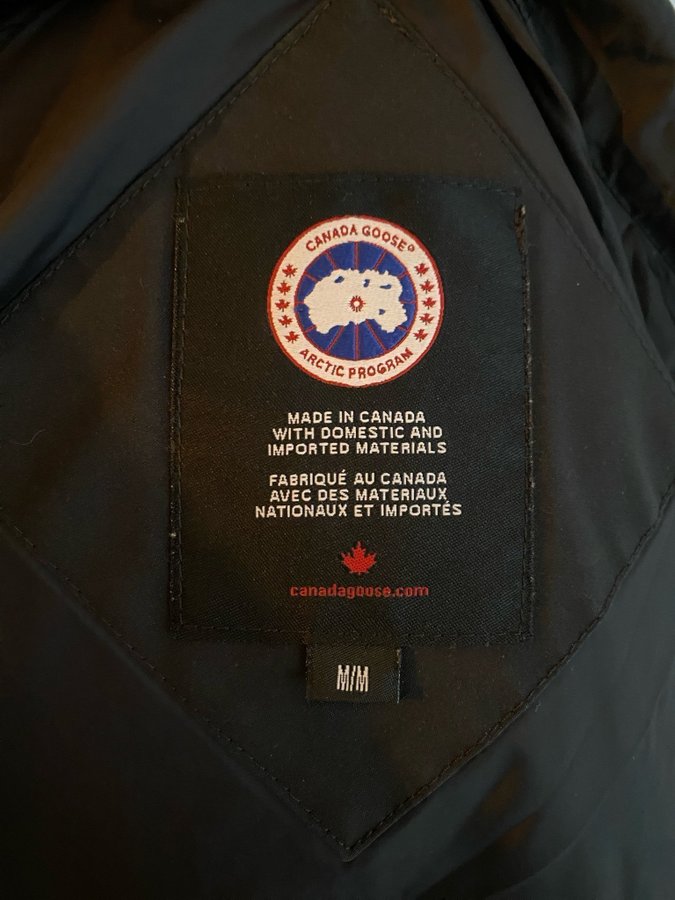 CANADA GOOSE®
ARCTIC PROGRAM
MADE IN CANADA
WITH DOMESTIC AND
IMPORTED MATERIALS
FABRIQUÉ AU CANADA
AVEC DES MATERIAUX
NATIONAUX ET IMPORTÉS
canadagoose.com
M/M